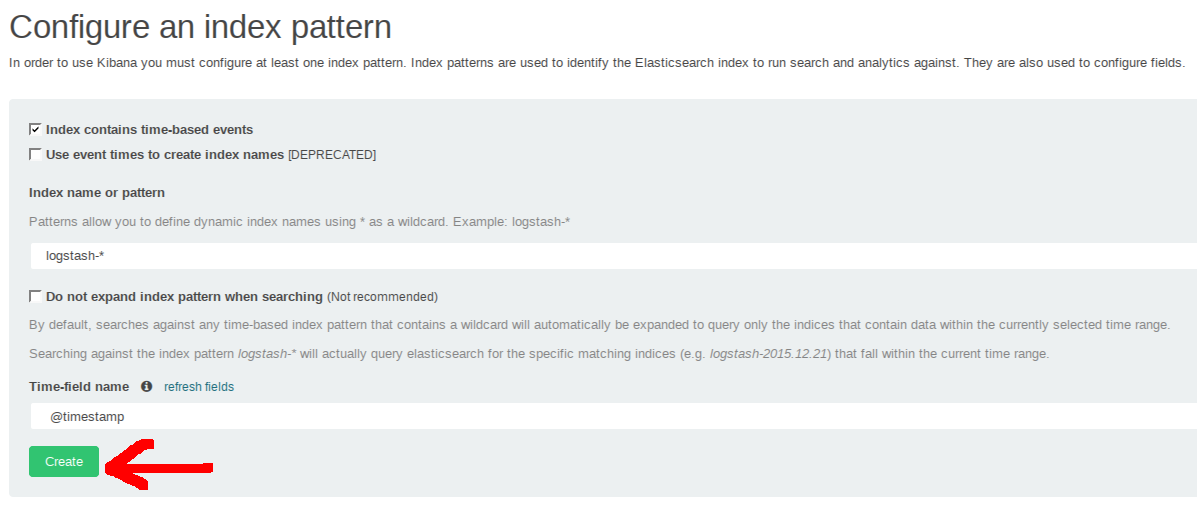 Configure an index pattern
In order to use Kibana you must configure at least one index pattern. Index patterns are used to identify the Elasticsearch index to run search and analytics against. They are also used to configure fields.
Index contains time-based events
Use event times to create index names [DEPRECATED]
Index name or pattern
Patterns allow you to define dynamic index names using * as a wildcard. Example: logstash-*
logstash-*
Do not expand index pattern when searching (Not recommended)
By default, searches against any time-based index pattern that contains a wildcard will automatically be expanded to query only the indices that contain data within the currently selected time range.
Searching against the index pattern logstash-* will actually query elasticsearch for the specific matching indices (e.g. logstash-2015.12.21) that fall within the current time range.
Time-field name refresh fields
@timestamp
Create